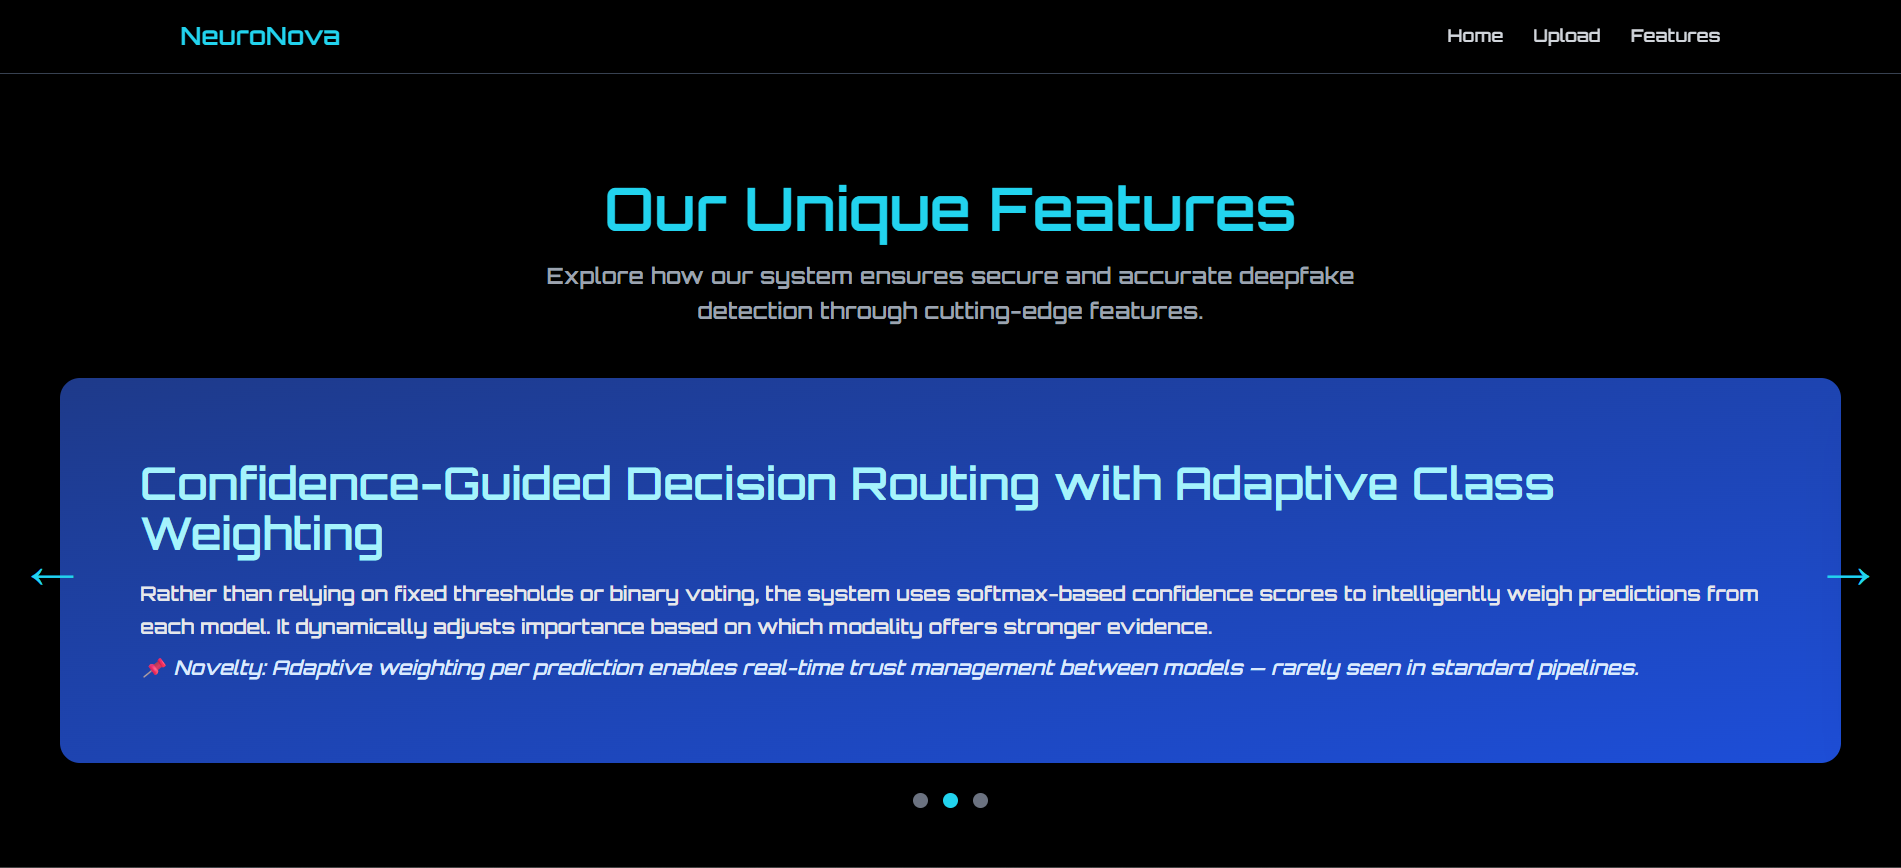 NeuroNova
Home Upload Features
Our Unique Features
Explore how our system ensures secure and accurate deepfake
detection through cutting-edge features.
Confidence-Guided Decision Routing with Adaptive Class
Weighting
←
→
Rather than relying on fixed thresholds or binary voting, the system uses softmax-based confidence scores to intelligently weigh predictions from
each model. It dynamically adjusts importance based on which modality offers stronger evidence.
📌 Novelty: Adaptive weighting per prediction enables real-time trust management between models — rarely seen in standard pipelines.